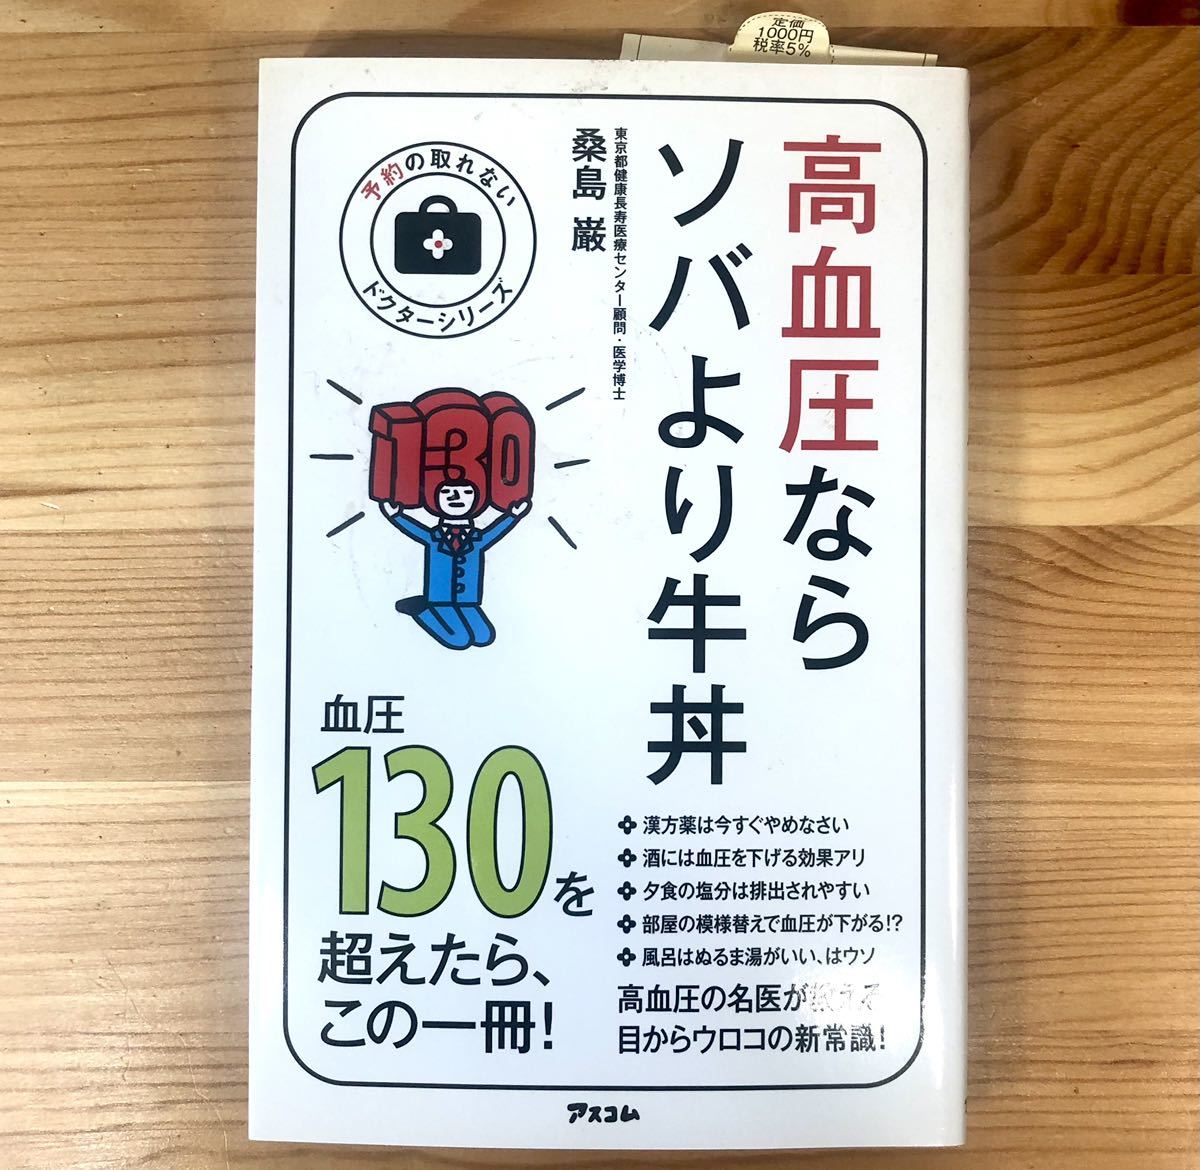 定価
1000円
税率5%
高血圧なら
ソバより牛丼
東京都健康長寿医療センター顧問・医学博士
桑島 巌
予約の取れない
ドクターシリーズ
130
血圧
130を
超えたら、
この一冊!
漢方薬は今すぐやめなさい
酒には血圧を下げる効果アリ
夕食の塩分は排出されやすい
部屋の模様替えで血圧が下がる!?
風呂はぬるま湯がいい、はウソ
高血圧の名医が教える
目からウロコの新常識!
アスコム